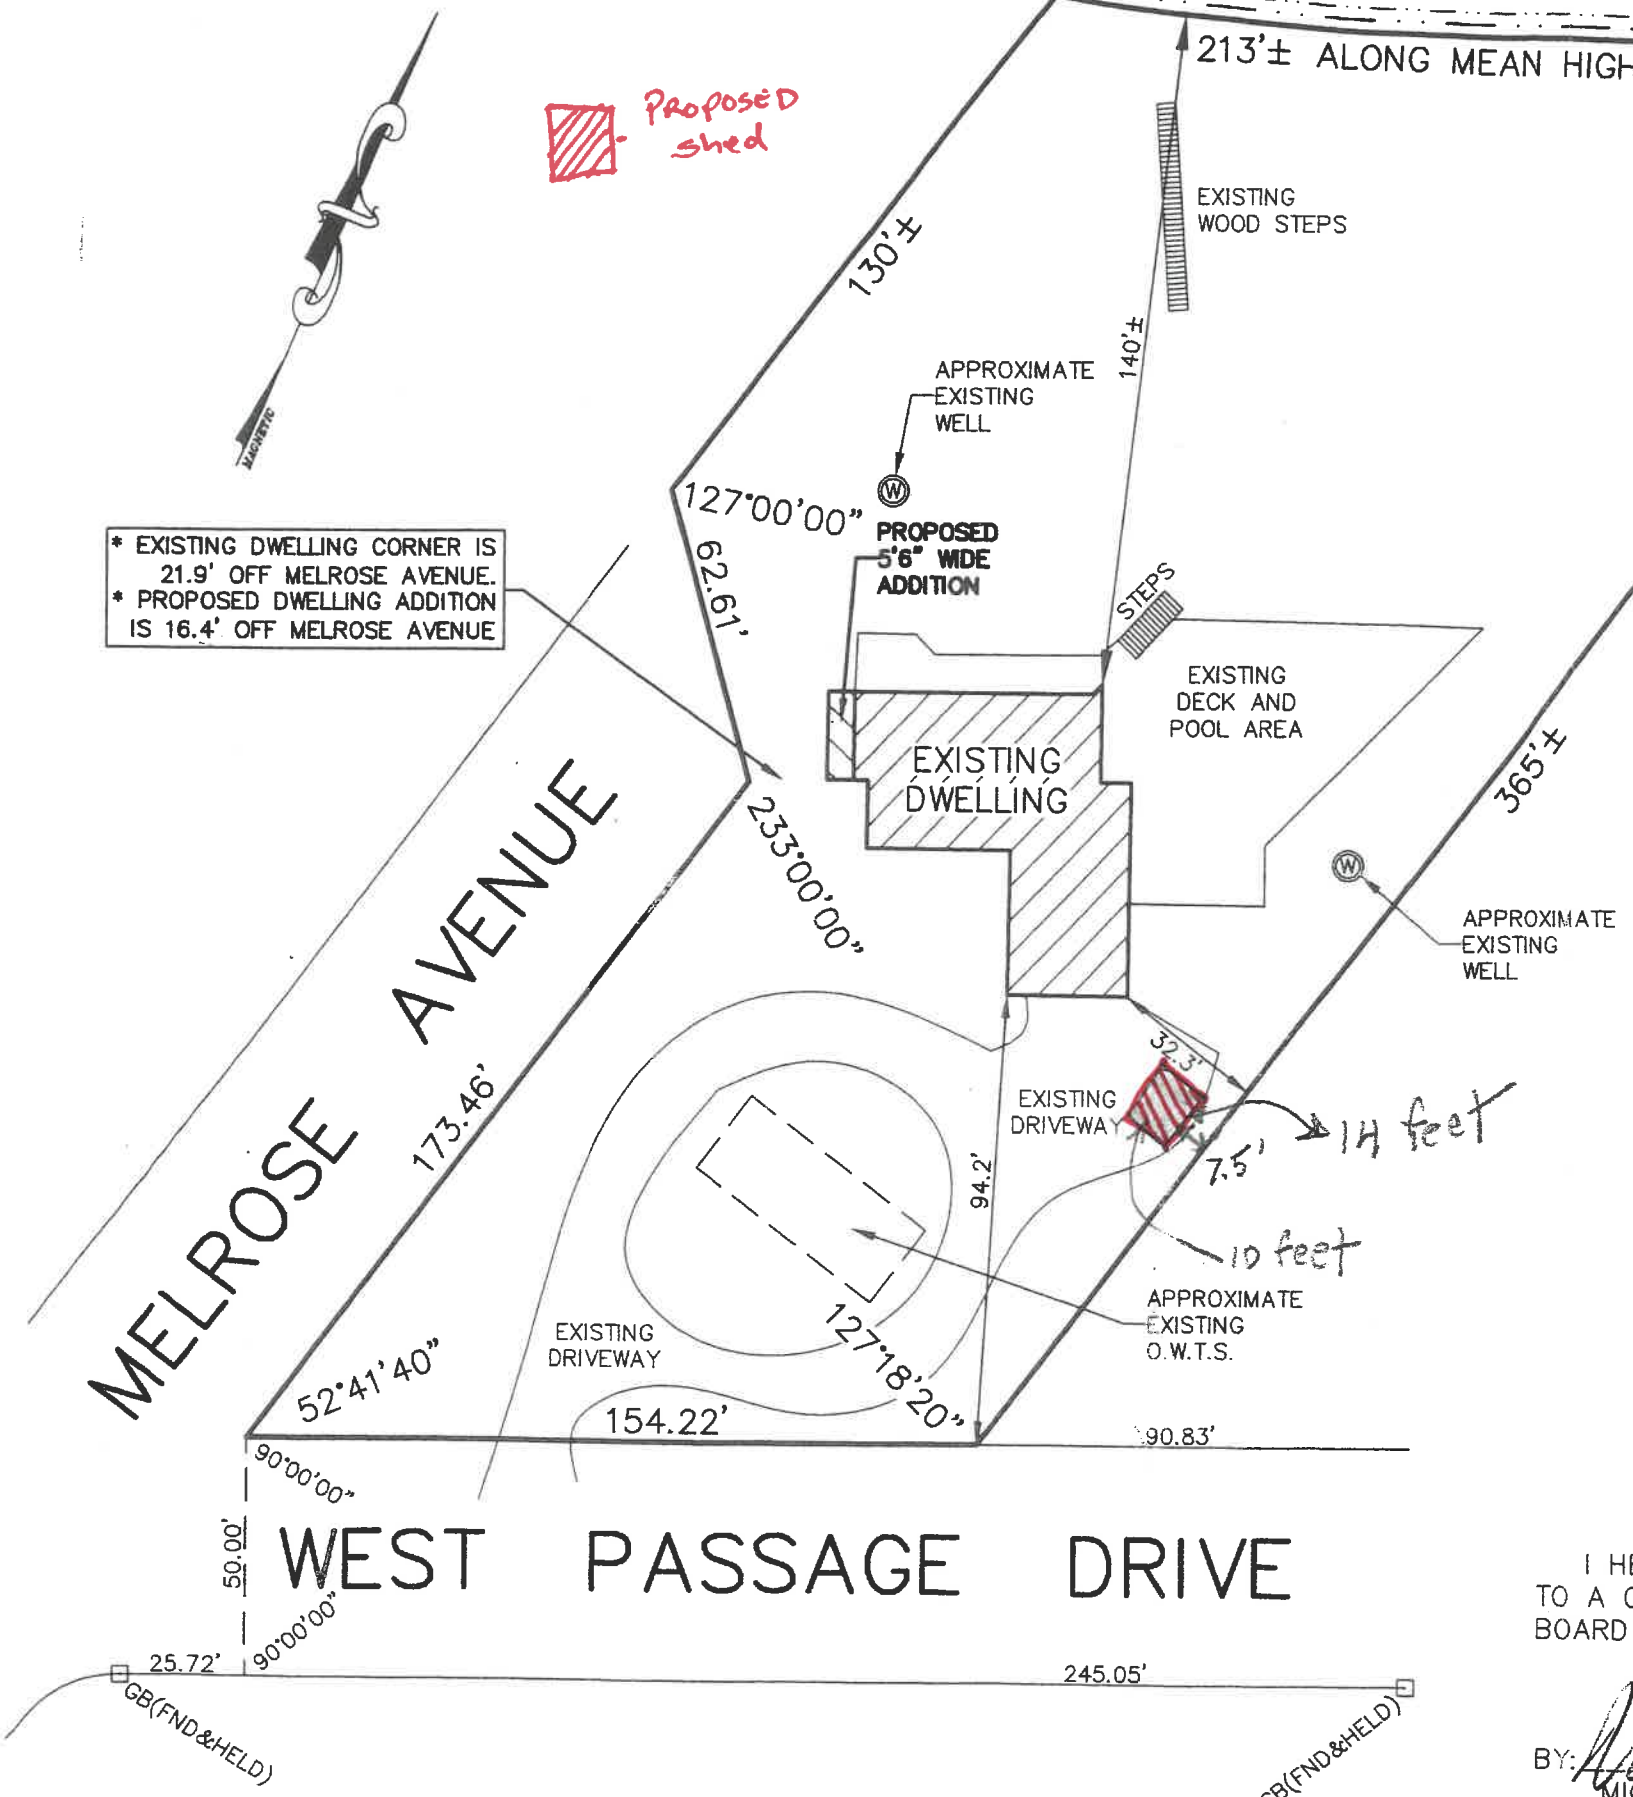 213'± ALONG MEAN HIGH
PROPOSED
shed
EXISTING
WOOD STEPS
130'±
140'±
APPROXIMATE
EXISTING
WELL
MAGNETIC
W
127°00'00"
PROPOSED
5'6" WIDE
ADDITION
* EXISTING DWELLING CORNER IS
21.9' OFF MELROSE AVENUE.
* PROPOSED DWELLING ADDITION
IS 16.4' OFF MELROSE AVENUE
62.61'
STEPS
EXISTING
DECK AND
POOL AREA
EXISTING
DWELLING
365'±
233°00'00"
W
APPROXIMATE
EXISTING
WELL
MELROSE AVENUE
173.46'
32.3'
EXISTING
DRIVEWAY
14 feet
7.5'
94.2'
10 feet
APPROXIMATE
EXISTING
O.W.T.S.
EXISTING
DRIVEWAY
127°18'20"
52°41'40"
154.22'
90.83'
90°00'00"
50.00'
WEST PASSAGE DRIVE
90°00'00"
25.72'
245.05'
GB(FND&HELD)
GB(FND&HELD)
I HE
TO A C
BOARD
BY: